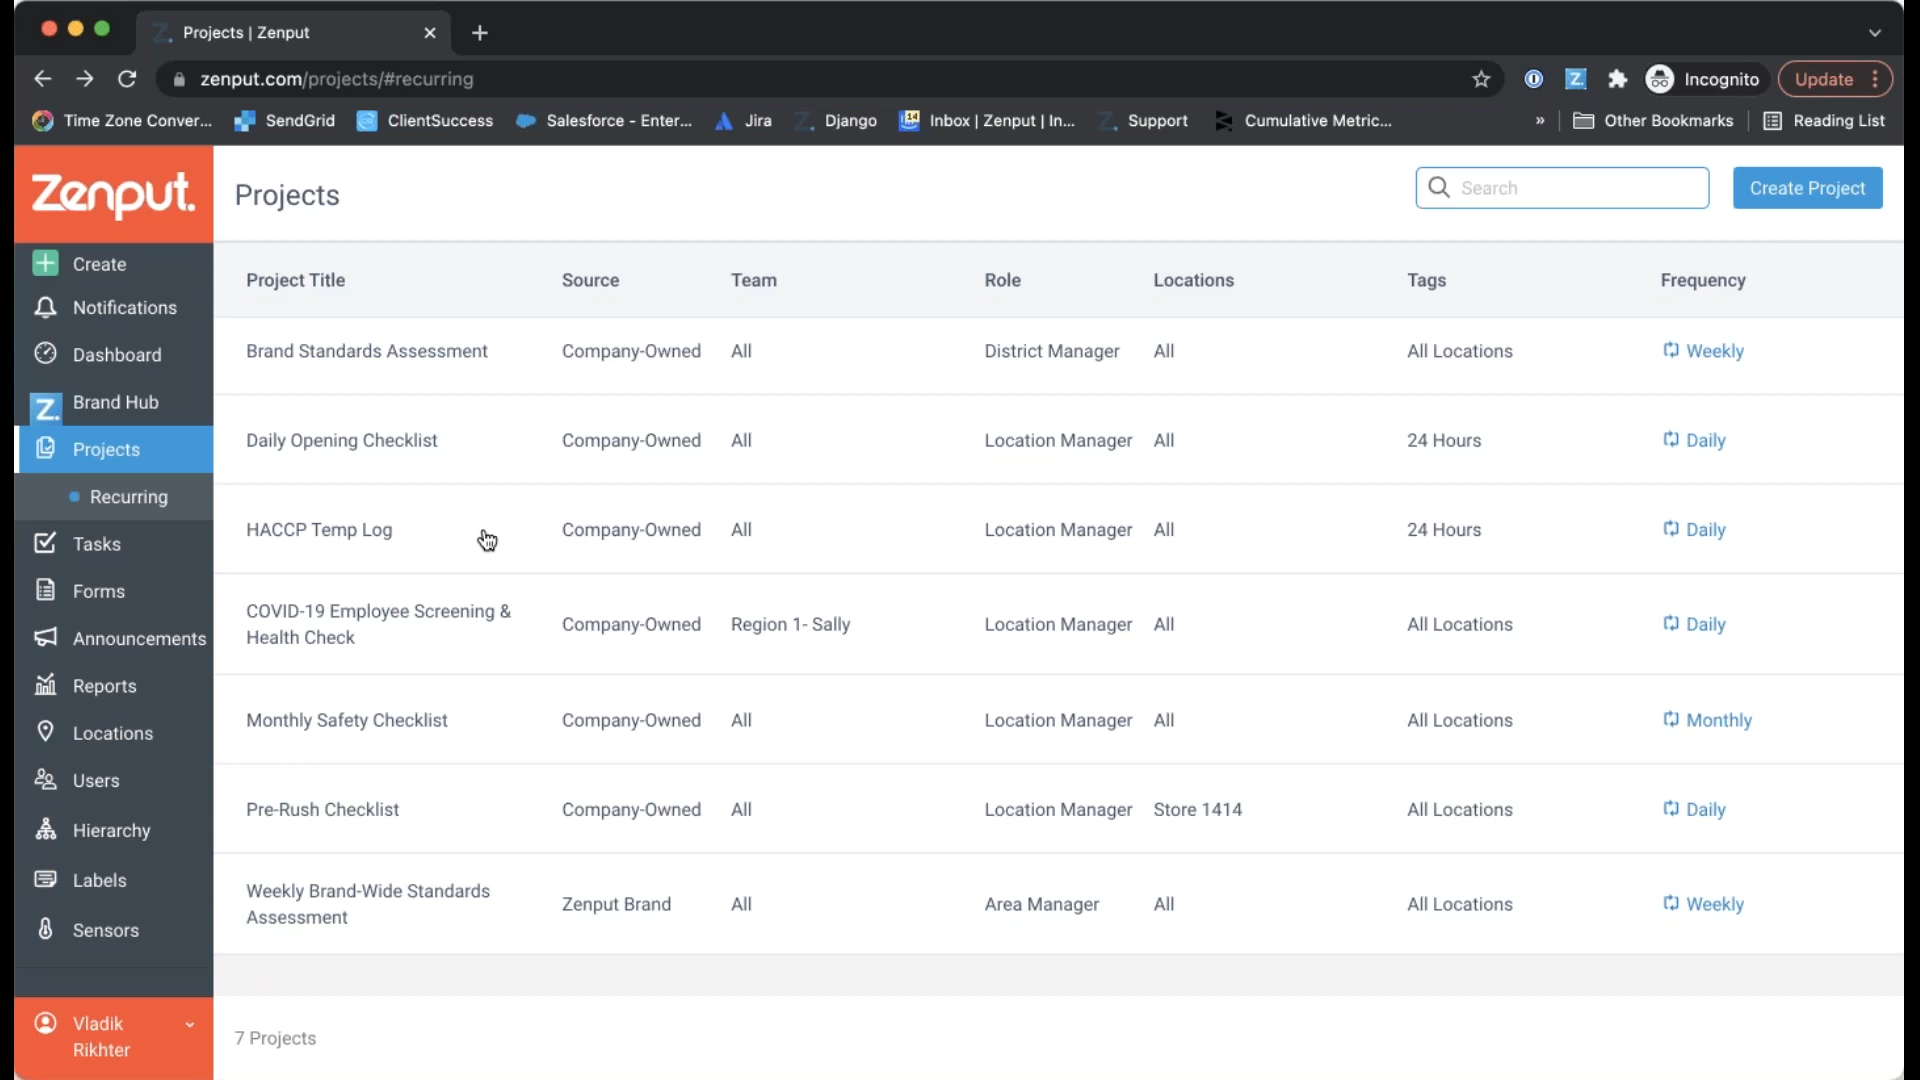 Projects | Zenput
zenput.com/projects/#recurring
Incognito
Update
Time Zone Conver...
SendGrid
ClientSuccess
Salesforce - Enter...
Jira
Django
Inbox | Zenput | In...
Support
Cumulative Metric...
»
Other Bookmarks
Reading List
Zenput.
Create
Notifications
Dashboard
Z.
Brand Hub
Projects
Recurring
Tasks
Forms
Announcements
Reports
Locations
Users
Hierarchy
Labels
Sensors
Vladik
Rikhter
Projects
Search
Create Project
Project Title Source Team Role Locations Tags Frequency
Brand Standards Assessment Company-Owned All District Manager All All Locations Weekly
Daily Opening Checklist Company-Owned All Location Manager All 24 Hours Daily
HACCP Temp Log Company-Owned All Location Manager All 24 Hours Daily
COVID-19 Employee Screening &
Health Check
Company-Owned Region 1- Sally Location Manager All All Locations Daily
Monthly Safety Checklist Company-Owned All Location Manager All All Locations Monthly
Pre-Rush Checklist Company-Owned All Location Manager Store 1414 All Locations Daily
Weekly Brand-Wide Standards
Assessment
Zenput Brand All Area Manager All All Locations Weekly
7 Projects